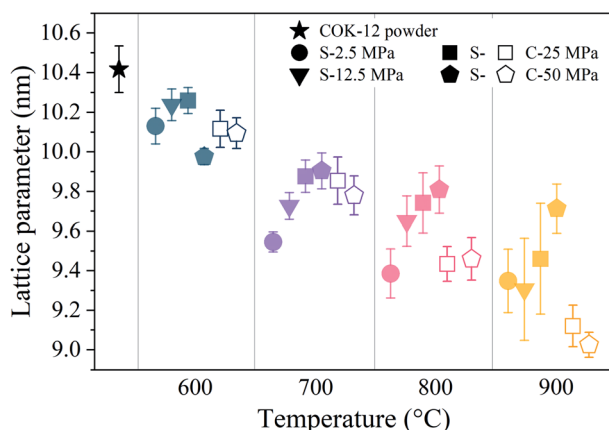 COK-12 powder
S-2.5 MPa S- C-25 MPa
S-12.5 MPa S- C-50 MPa
Lattice parameter (nm)
10.6
10.4
10.2
10.0
9.8
9.6
9.4
9.2
9.0
600 700 800 900
Temperature (°C)